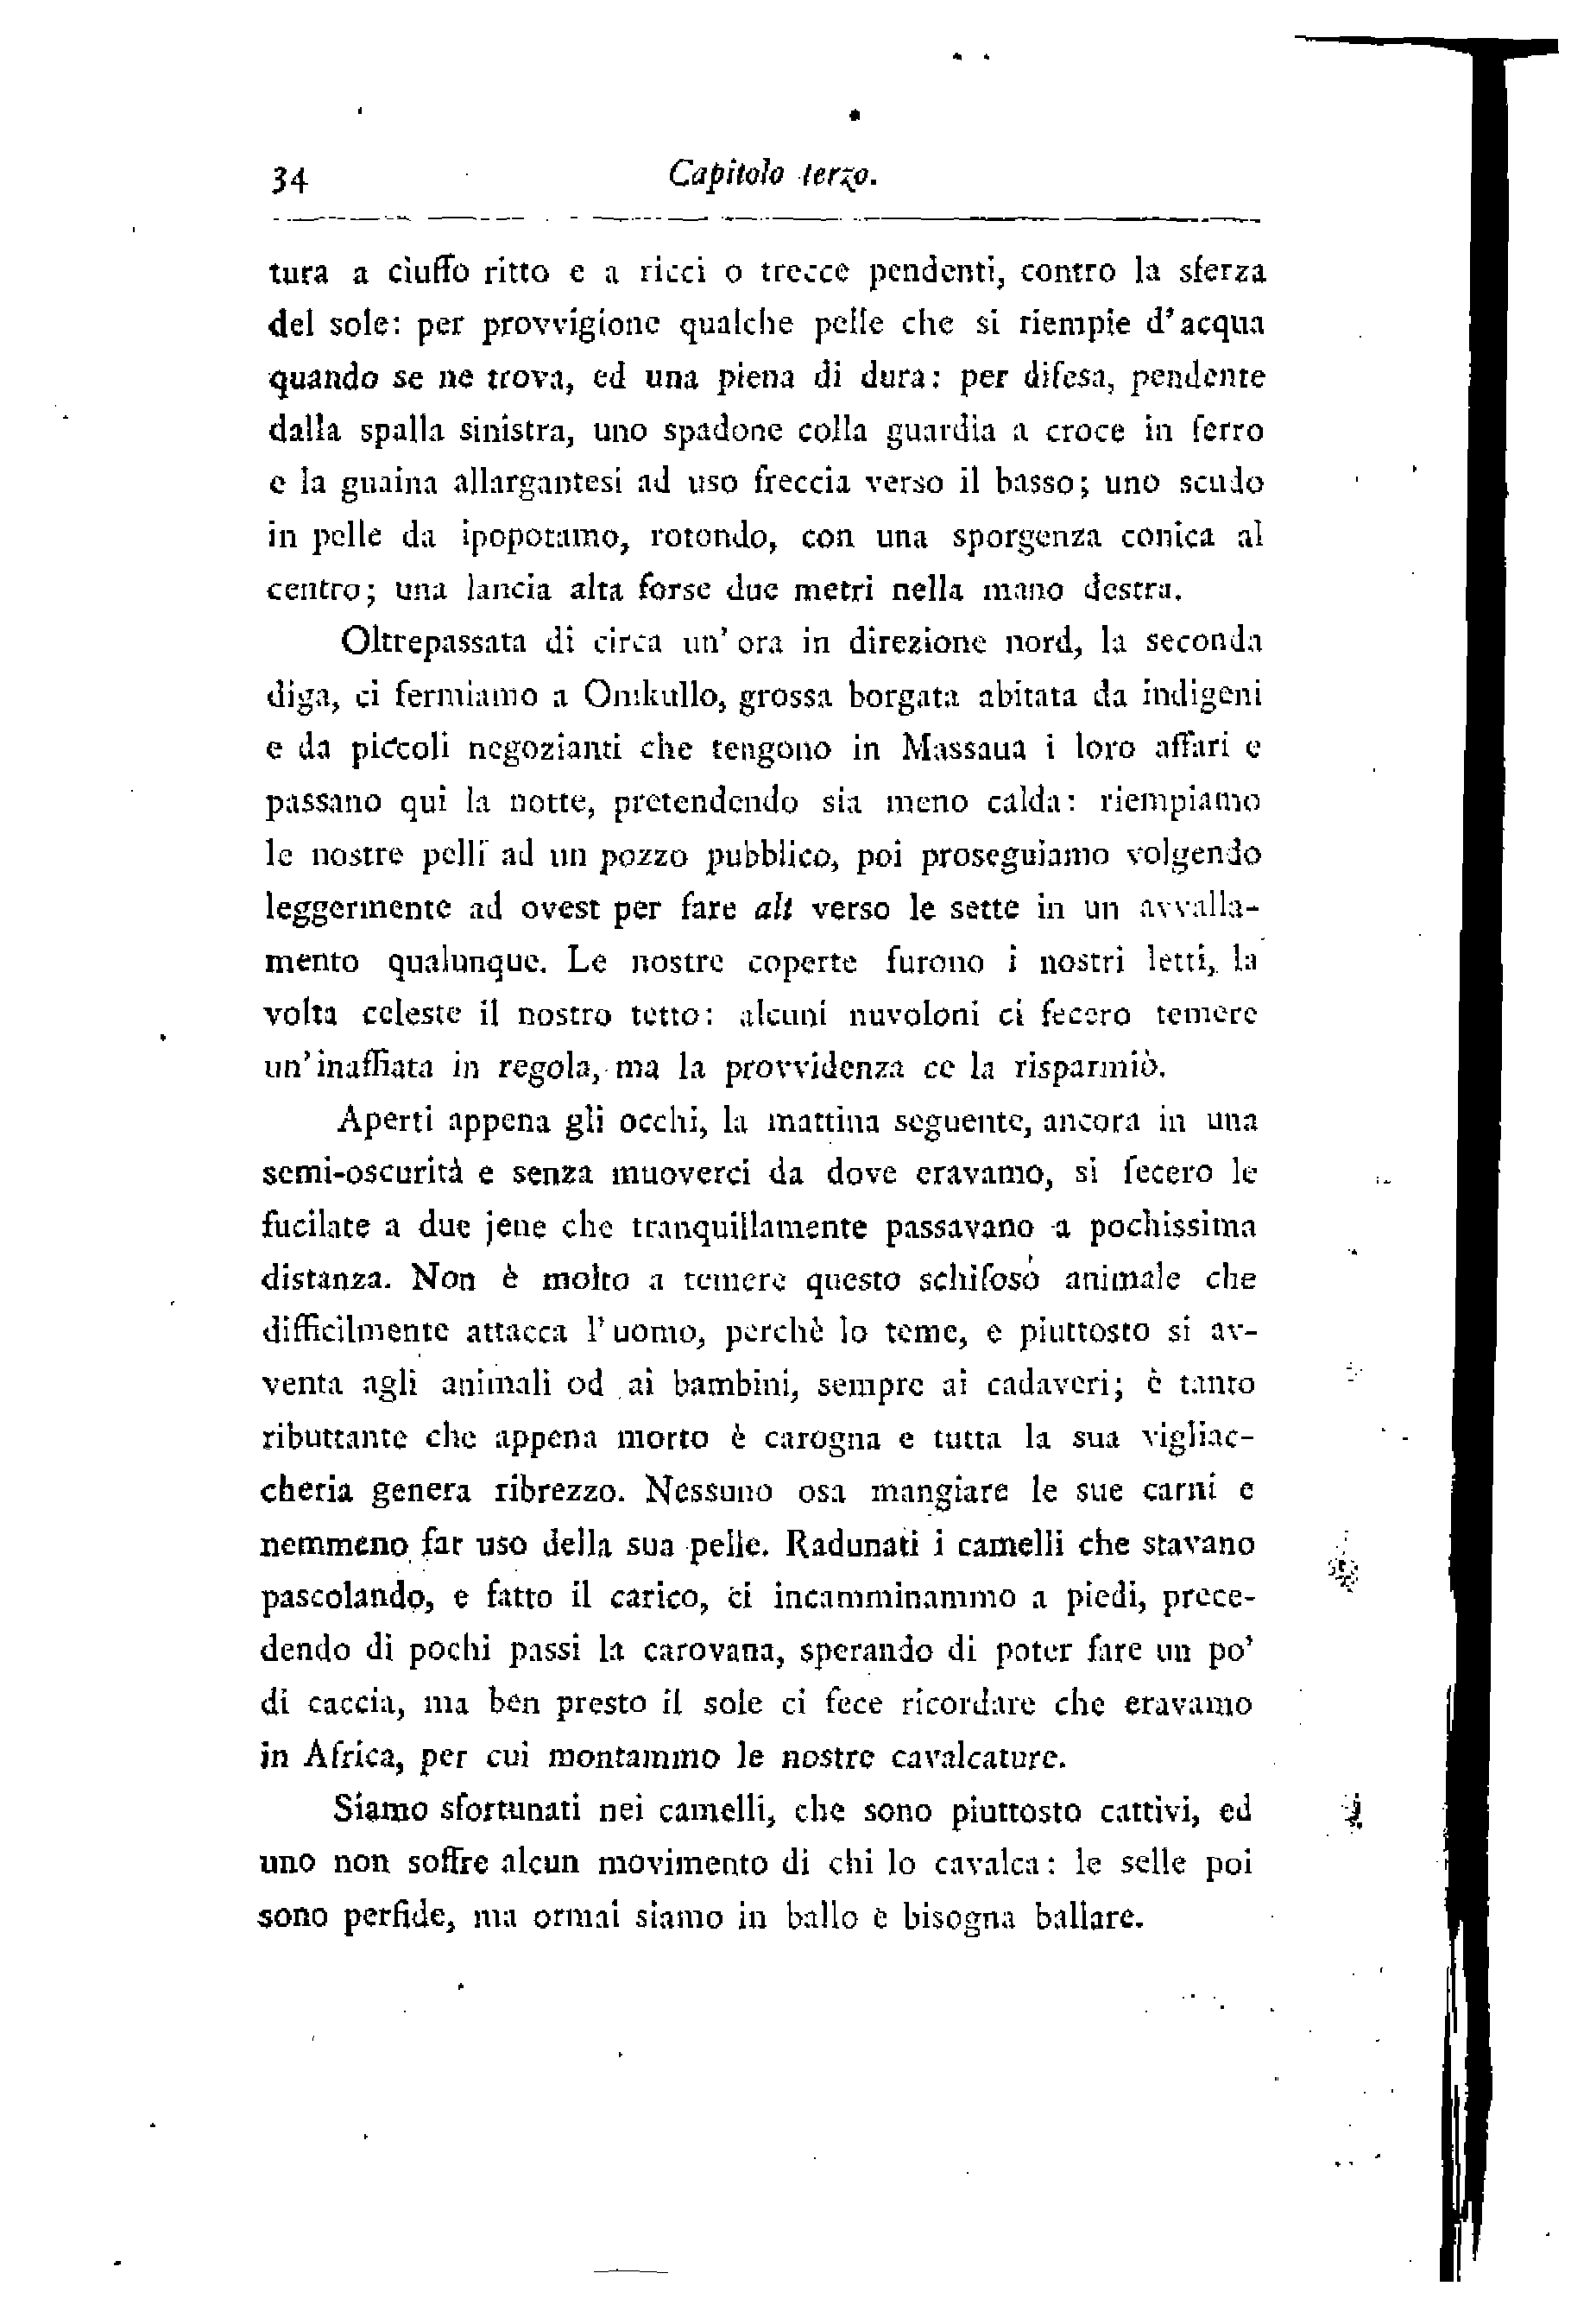 34
Capitolo terzo.
tura a ciuffo ritto e a ricci o trecce pendenti, contro la sferza
del sole: per provvigione qualche pelle che si riempie d'acqua
quando se ne trova, ed una piena di dura: per difesa, pendente
dalla spalla sinistra, uno spadone colla guardia a croce in ferro
e la guaina allargantesi ad uso freccia verso il basso; uno scudo
in pelle da ipopotamo, rotondo, con una sporgenza conica al
centro; una lancia alta forse due metri nella mano destra.
Oltrepassata di circa un'ora in direzione nord, la seconda
diga, ci fermiamo a Omkullo, grossa borgata abitata da indigeni
e da piccoli negozianti che tengono in Massaua i loro affari e
passano qui la notte, pretendendo sia meno calda: riempiamo
le nostre pelli ad un pozzo pubblico, poi proseguiamo volgendo
leggermente ad ovest per fare alt verso le sette in un avvalla-
mento qualunque. Le nostre coperte furono i nostri letti, la
volta celeste il nostro tetto: alcuni nuvoloni ci fecero temere
un'inaffiata in regola, ma la provvidenza ce la risparmiò.
Aperti appena gli occhi, la mattina seguente, ancora in una
semi-oscurità e senza muoverci da dove eravamo, si fecero le
fucilate a due jene che tranquillamente passavano a pochissima
distanza. Non è molto a temere questo schifoso animale che
difficilmente attacca l'uomo, perchè lo teme, e piuttosto si av-
venta agli animali od ai bambini, sempre ai cadaveri; è tanto
ributtante che appena morto è carogna e tutta la sua vigliac-
cheria genera ribrezzo. Nessuno osa mangiare le sue carni e
nemmeno far uso della sua pelle. Radunati i camelli che stavano
pascolando, e fatto il carico, ci incamminammo a piedi, prece-
dendo di pochi passi la carovana, sperando di poter fare un po'
di caccia, ma ben presto il sole ci fece ricordare che eravamo
in Africa, per cui montammo le nostre cavalcature.
Siamo sfortunati nei camelli, che sono piuttosto cattivi, ed
uno non soffre alcun movimento di chi lo cavalca: le selle poi
sono perfide, ma ormai siamo in ballo e bisogna ballare.